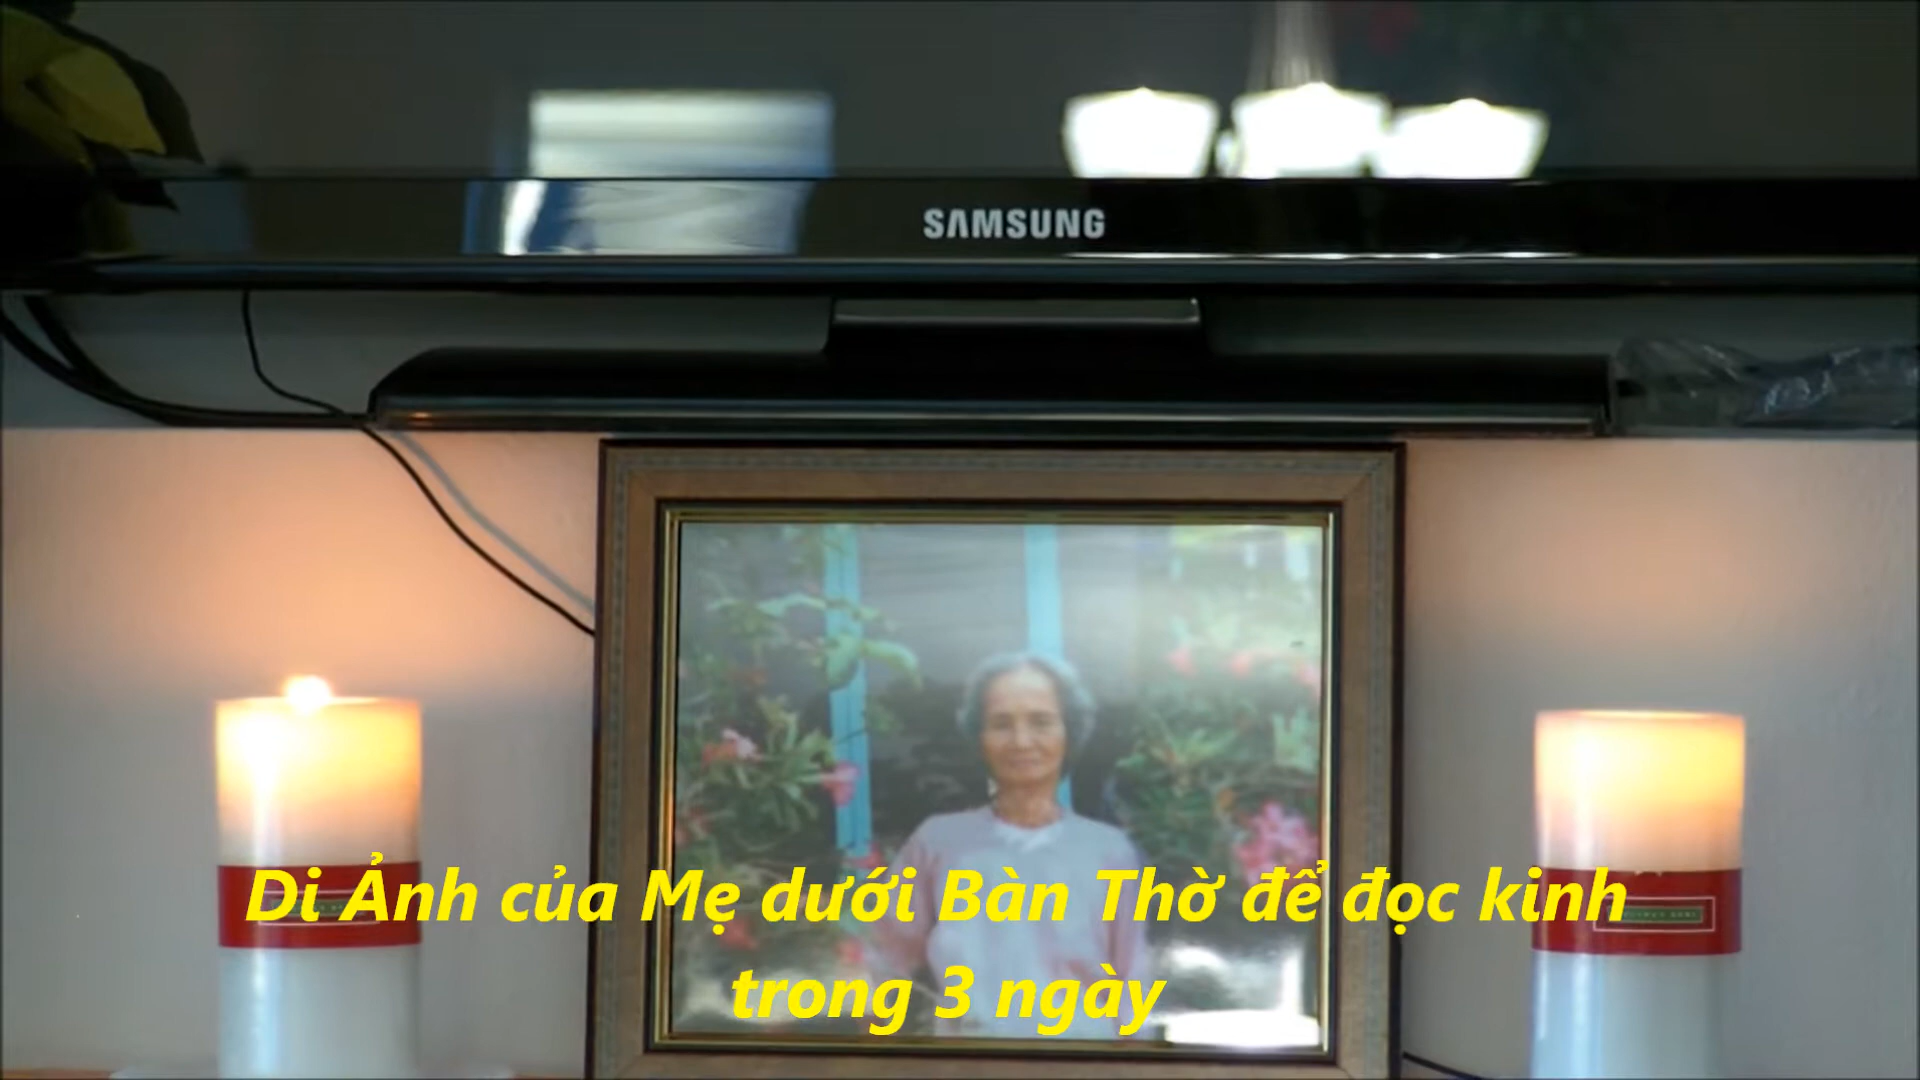 SAMSUNG
Di Ảnh của Mẹ dưới Bàn Thờ để đọc kinh
trong 3 ngày